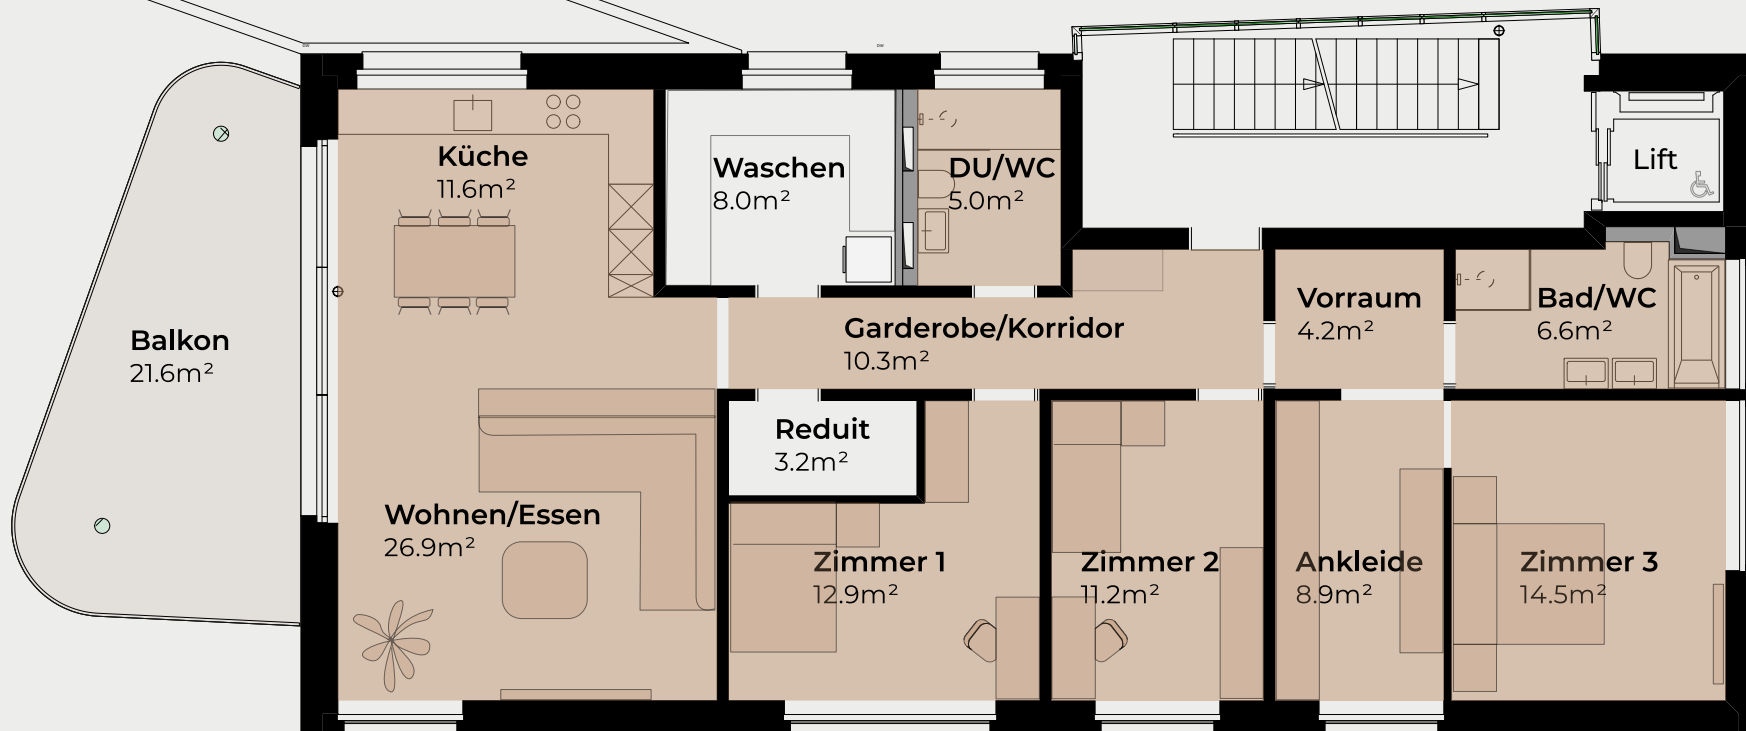 Küche
11.6m²
Waschen
8.0m²
DU/WC
5.0m²
Lift
Balkon
21.6m²
Garderobe/Korridor
10.3m²
Vorraum
4.2m²
Bad/WC
6.6m²
Reduit
3.2m²
Wohnen/Essen
26.9m²
Zimmer 1
12.9m²
Zimmer 2
11.2m²
Ankleide
8.9m²
Zimmer 3
14.5m²